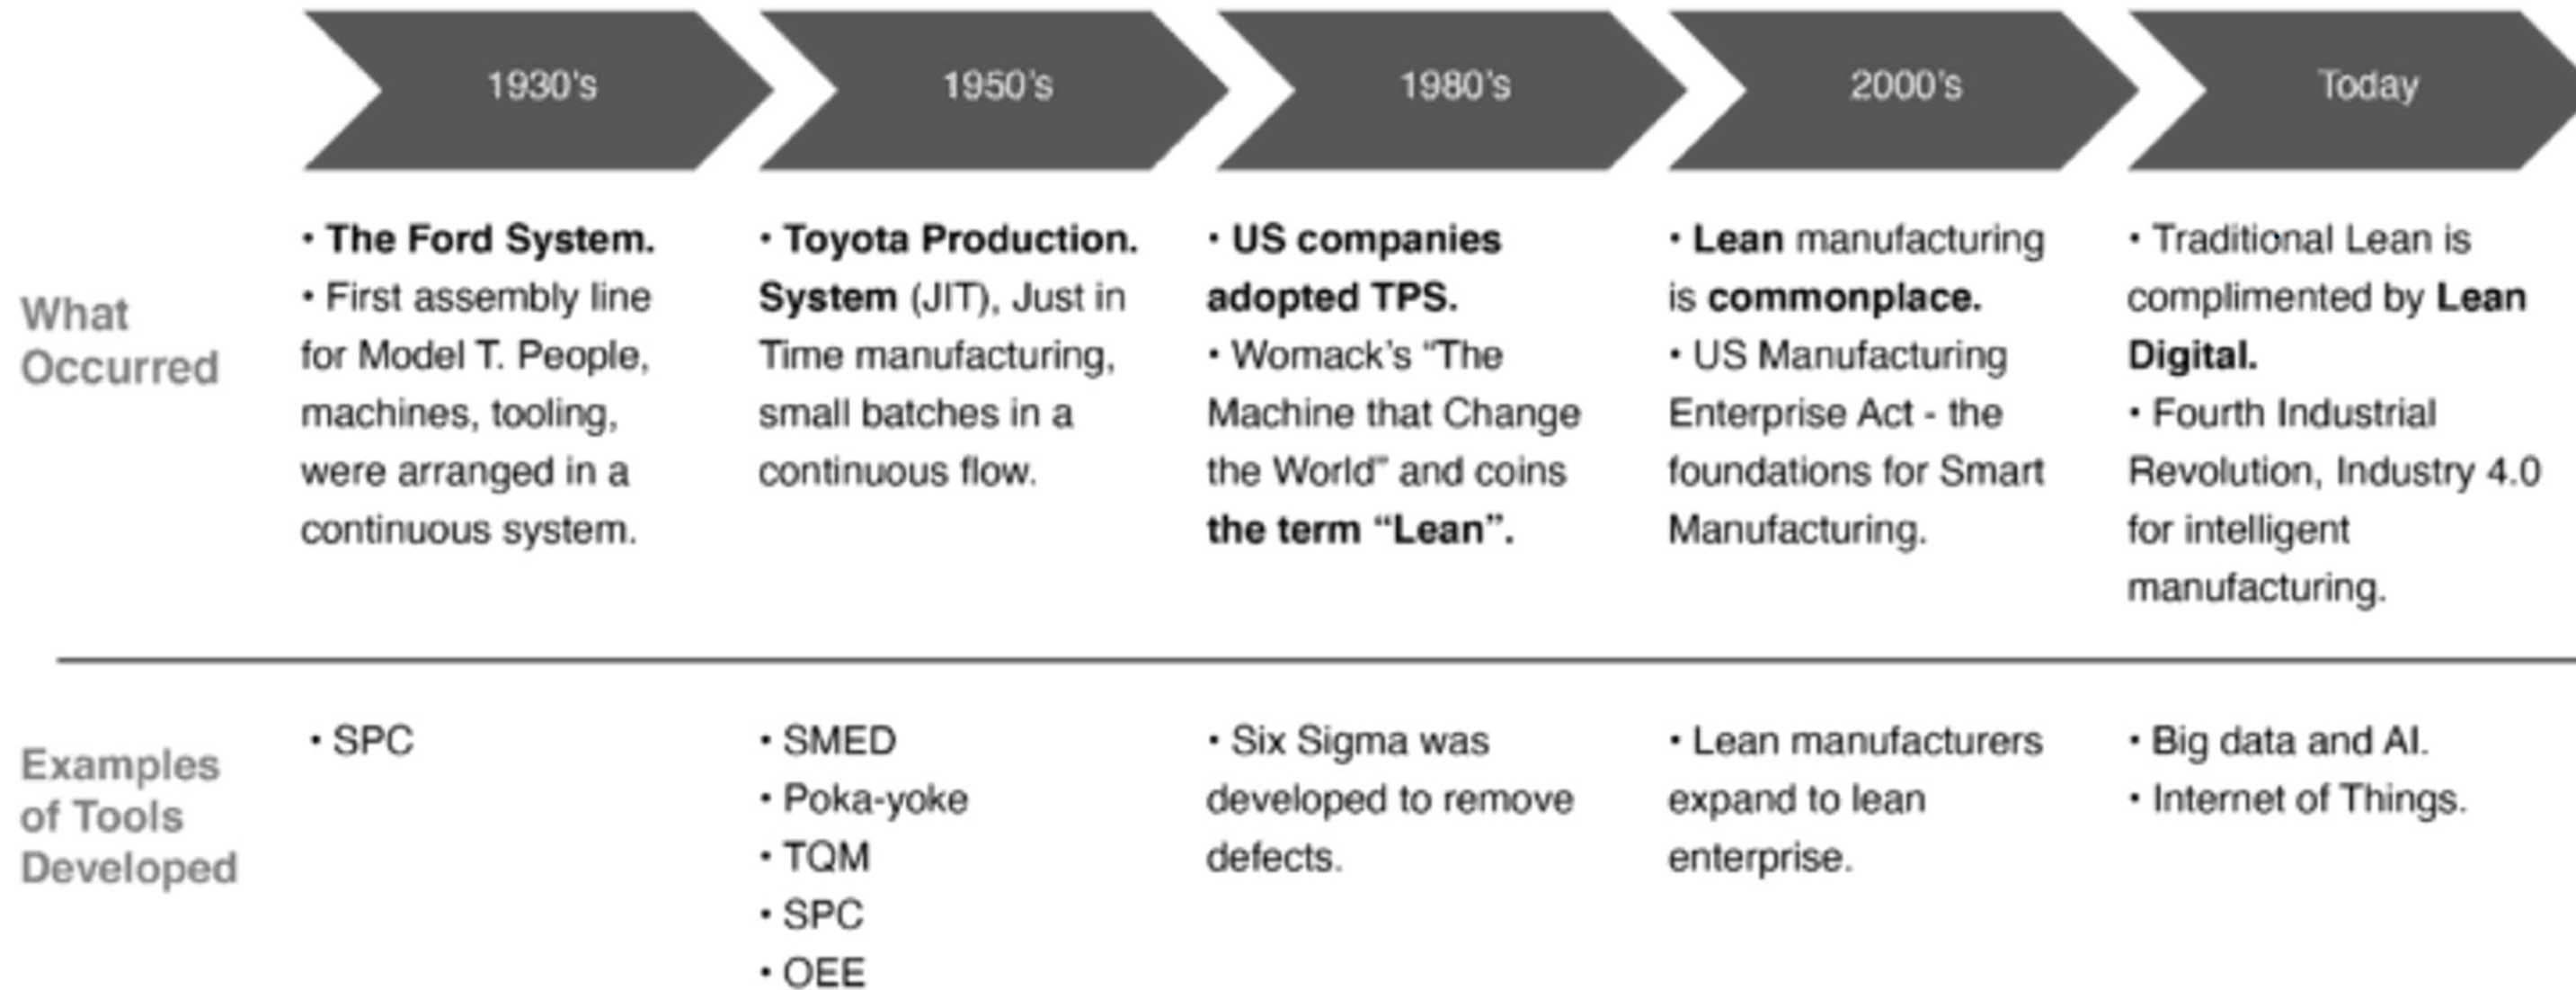 1930's
1950's
1980's
2000's
Today
What
Occurred
• The Ford System.
• First assembly line
for Model T. People,
machines, tooling,
were arranged in a
continuous system.
• Toyota Production.
System (JIT), Just in
Time manufacturing,
small batches in a
continuous flow.
• US companies
adopted TPS.
• Womack's “The
Machine that Change
the World” and coins
the term “Lean”.
• Lean manufacturing
is commonplace.
• US Manufacturing
Enterprise Act - the
foundations for Smart
Manufacturing.
• Traditional Lean is
complimented by Lean
Digital.
• Fourth Industrial
Revolution, Industry 4.0
for intelligent
manufacturing.
Examples
of Tools
Developed
• SPC
• SMED
• Poka-yoke
• TQM
• SPC
• OEE
• Six Sigma was
developed to remove
defects.
• Lean manufacturers
expand to lean
enterprise.
• Big data and AI.
• Internet of Things.